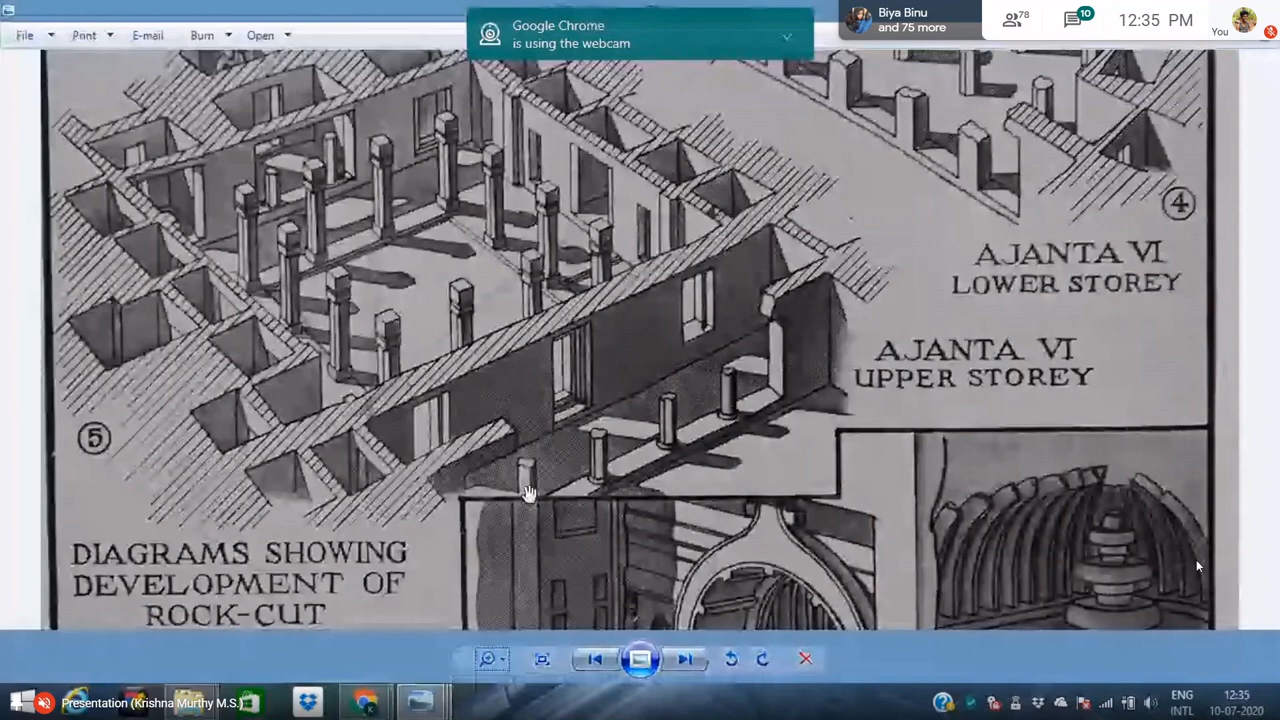 File Print E-mail Burn Open
Google Chrome
is using the webcam
Biya Binu
and 75 more
78
10
12:35 PM
You
4
AJANTA VI
LOWER STOREY
AJANTA VI
UPPER STOREY
5
DIAGRAMS SHOWING
DEVELOPMENT OF
ROCK-CUT
Presentation (Krishna Murthy M.S.)
ENG
INTL
12:35
10-07-2020